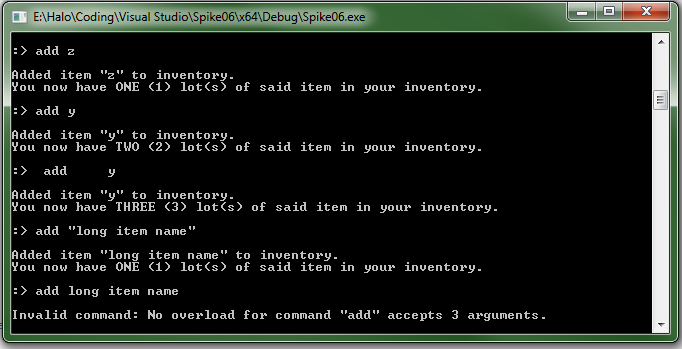 E:\Halo\Coding\Visual Studio\Spike06\x64\Debug\Spike06.exe
:> add z
Added item "z" to inventory.
You now have ONE (1) lot(s) of said item in your inventory.
:> add y
Added item "y" to inventory.
You now have TWO (2) lot(s) of said item in your inventory.
:>  add     y
Added item "y" to inventory.
You now have THREE (3) lot(s) of said item in your inventory.
:> add "long item name"
Added item "long item name" to inventory.
You now have ONE (1) lot(s) of said item in your inventory.
:> add long item name
Invalid command: No overload for command "add" accepts 3 arguments.